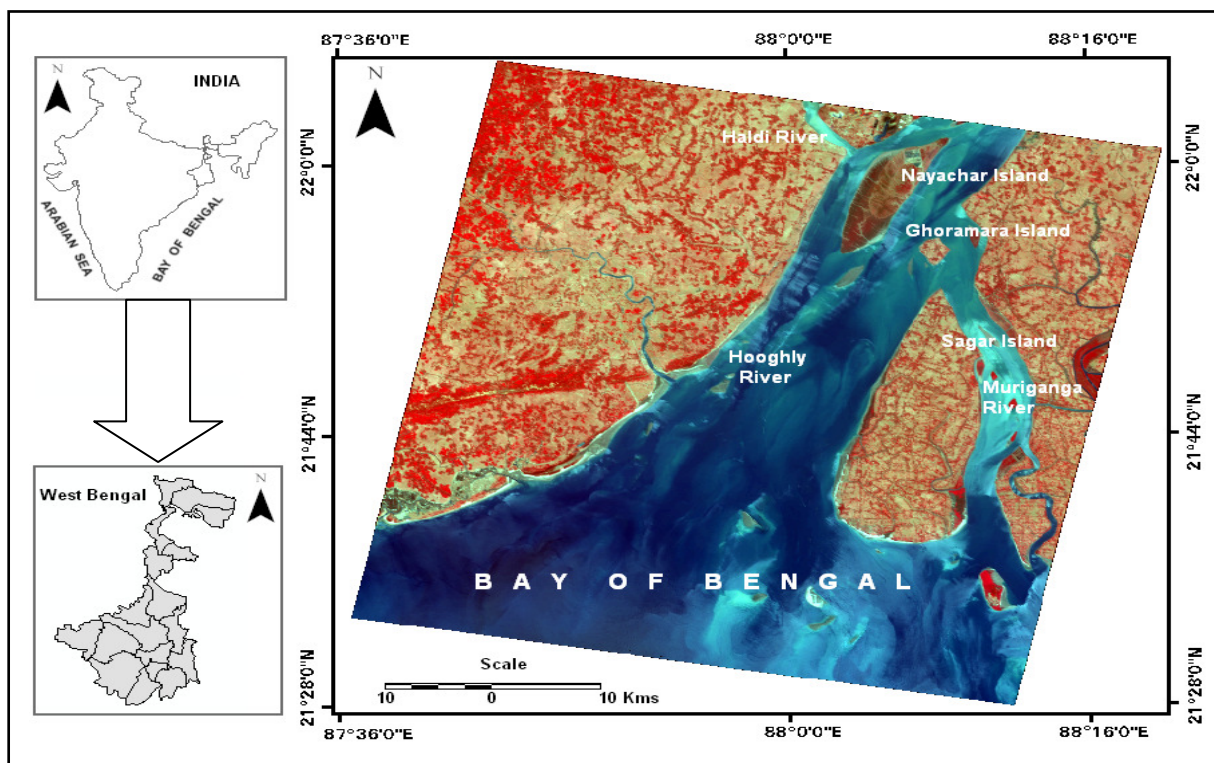 87°36'0"E
88°0'0"E
88°16'0"E
N
INDIA
ARABIAN SEA
BAY OF BENGAL
N
West Bengal
N
22°0'0"N
21°44'0"N
21°28'0"N
Haldi River
Nayachar Island
Ghoramara Island
Sagar Island
Hooghly
River
Muriganga
River
BAY OF BENGAL
Scale
10 0 10 Kms
22°0'0"N
21°44'0"N
21°28'0"N
87°36'0"E
88°0'0"E
88°16'0"E